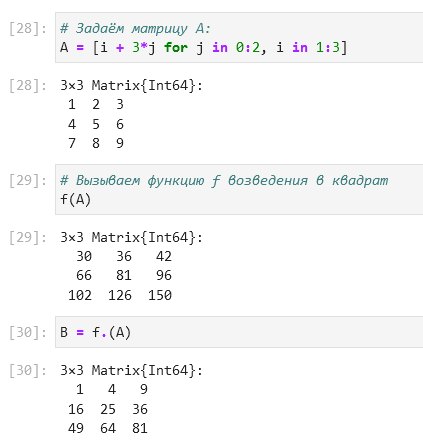 [28]: # Задаём матрицу A:
A = [i + 3*j for j in 0:2, i in 1:3]
[28]: 3×3 Matrix{Int64}:
1 2 3
4 5 6
7 8 9
[29]: # Вызываем функцию f возведения в квадрат
f(A)
[29]: 3×3 Matrix{Int64}:
30 36 42
66 81 96
102 126 150
[30]: B = f.(A)
[30]: 3×3 Matrix{Int64}:
1 4 9
16 25 36
49 64 81